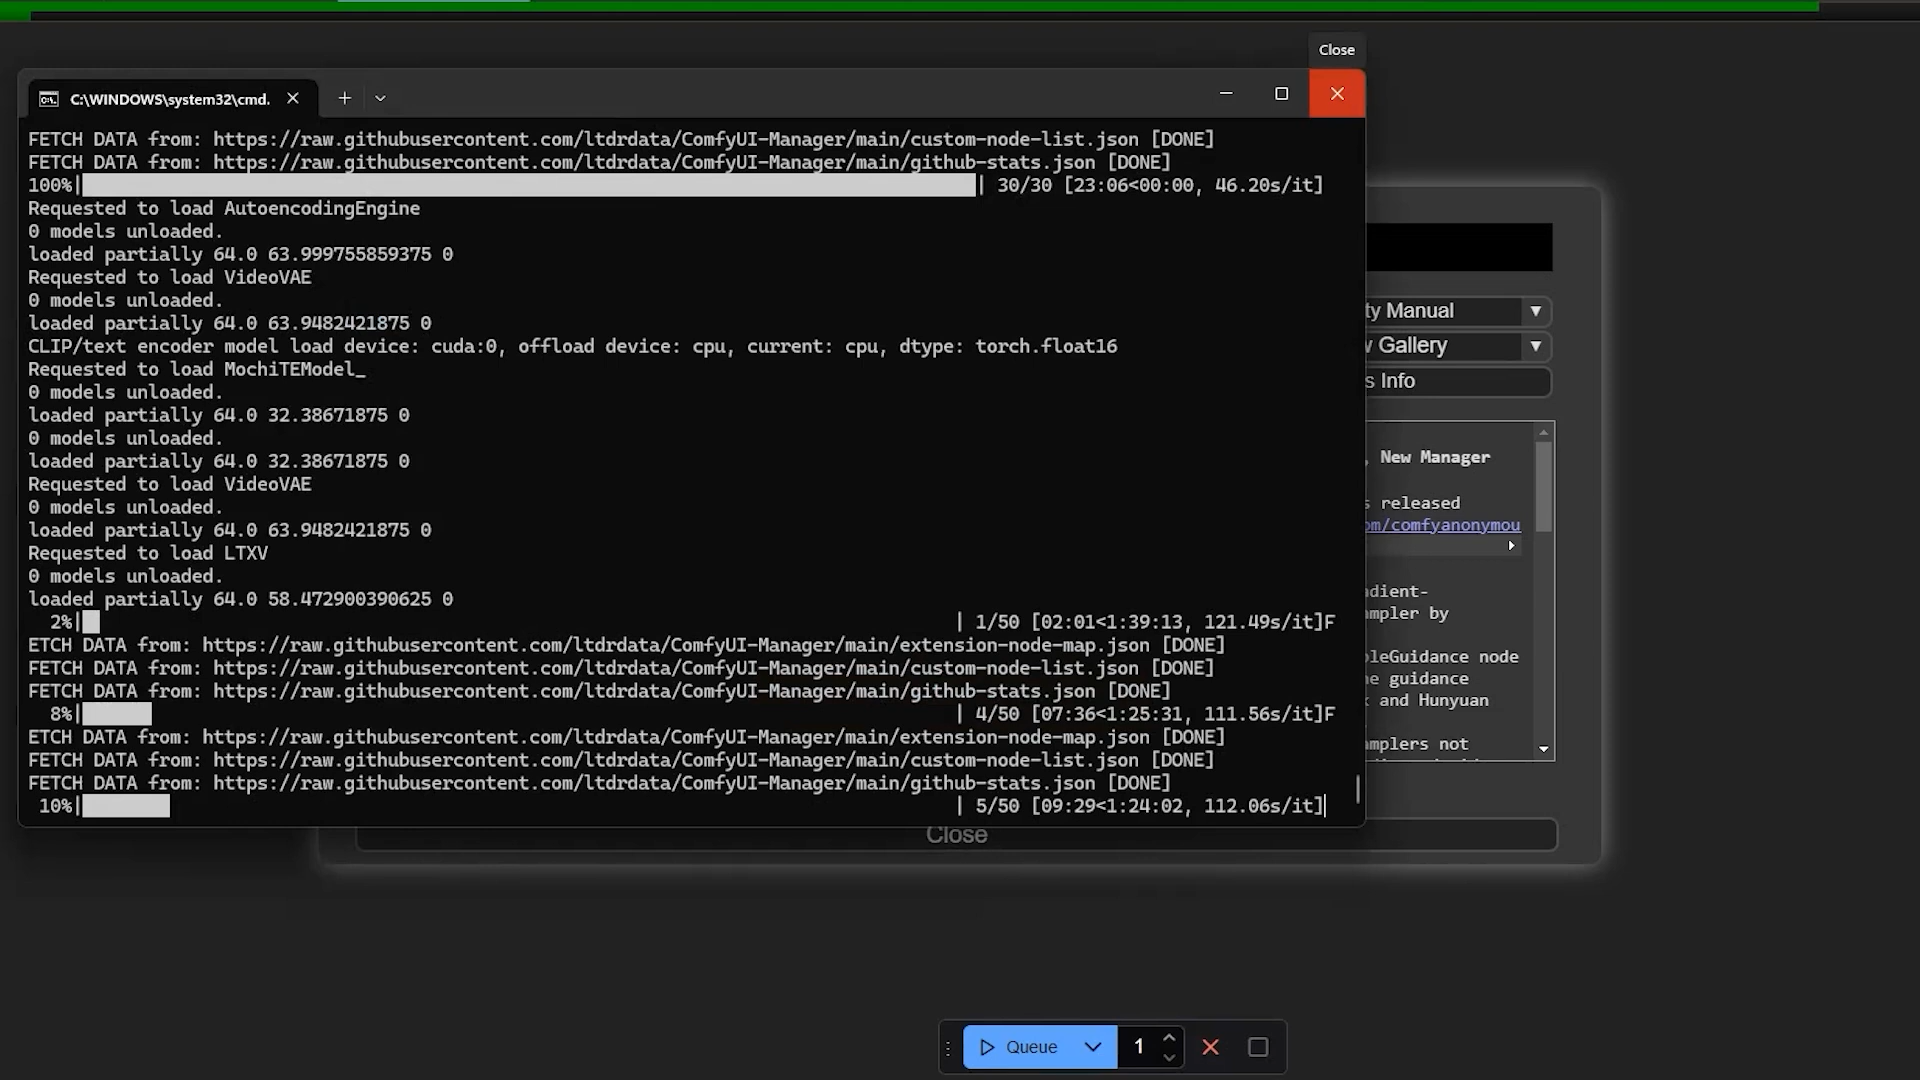 Close
C:\WINDOWS\system32\cmd.
FETCH DATA from: https://raw.githubusercontent.com/ltdrdata/ComfyUI-Manager/main/custom-node-list.json [DONE]
FETCH DATA from: https://raw.githubusercontent.com/ltdrdata/ComfyUI-Manager/main/github-stats.json [DONE]
100%| | 30/30 [23:06<00:00, 46.20s/it]
Requested to load AutoencodingEngine
0 models unloaded.
loaded partially 64.0 63.999755859375 0
Requested to load VideoVAE
0 models unloaded.
loaded partially 64.0 63.9482421875 0
CLIP/text encoder model load device: cuda:0, offload device: cpu, current: cpu, dtype: torch.float16
Requested to load MochiTEModel_
0 models unloaded.
loaded partially 64.0 32.38671875 0
0 models unloaded.
loaded partially 64.0 32.38671875 0
Requested to load VideoVAE
0 models unloaded.
loaded partially 64.0 63.9482421875 0
Requested to load LTXV
0 models unloaded.
loaded partially 64.0 58.472900390625 0
2%| | 1/50 [02:01<1:39:13, 121.49s/it]F
ETCH DATA from: https://raw.githubusercontent.com/ltdrdata/ComfyUI-Manager/main/extension-node-map.json [DONE]
FETCH DATA from: https://raw.githubusercontent.com/ltdrdata/ComfyUI-Manager/main/custom-node-list.json [DONE]
FETCH DATA from: https://raw.githubusercontent.com/ltdrdata/ComfyUI-Manager/main/github-stats.json [DONE]
8%| | 4/50 [07:36<1:25:31, 111.56s/it]F
ETCH DATA from: https://raw.githubusercontent.com/ltdrdata/ComfyUI-Manager/main/extension-node-map.json [DONE]
FETCH DATA from: https://raw.githubusercontent.com/ltdrdata/ComfyUI-Manager/main/custom-node-list.json [DONE]
FETCH DATA from: https://raw.githubusercontent.com/ltdrdata/ComfyUI-Manager/main/github-stats.json [DONE]
10%| | 5/50 [09:29<1:24:02, 112.06s/it]
ty Manual
Gallery
s Info
, New Manager
s released
om/comfyanonymou
dient-
mpler by
leGuidance node
e guidance
and Hunyuan
mplers not
Close
Queue
1